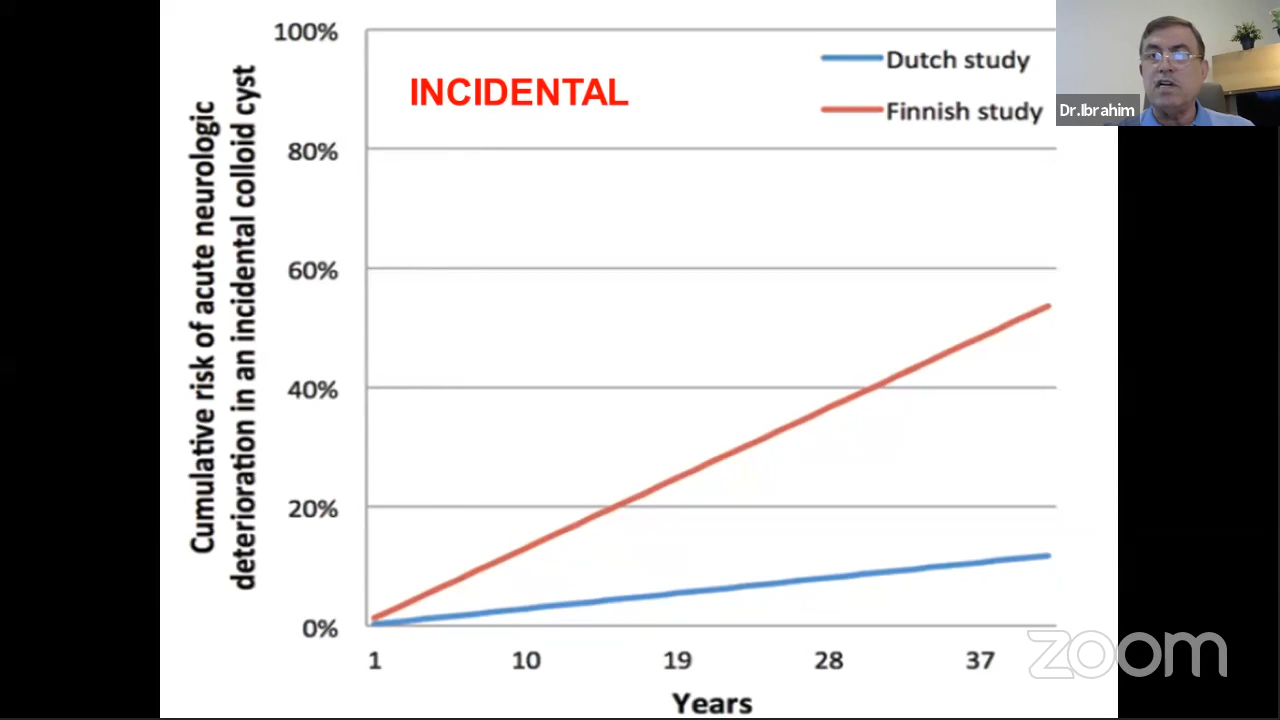 100%
INCIDENTAL
Dutch study
Finnish study
Dr.Ibrahim
Cumulative risk of acute neurologic
deterioration in an incidental colloid cyst
80%
60%
40%
20%
0%
1 10 19 28 37
Years
zoom